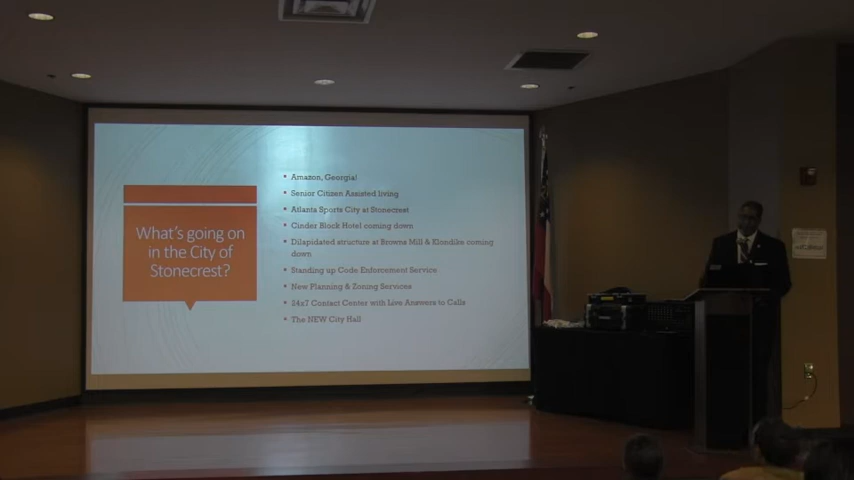 What's going on
in the City of
Stonecrest?
Amazon, Georgia!
Senior Citizen Assisted living
Atlanta Sports City at Stonecrest
Cinder Block Hotel coming down
Dilapidated structure at Browns Mill & Klondike coming
down
Standing up Code Enforcement Service
New Planning & Zoning Services
24x7 Contact Center with Live Answers to Calls
The NEW City Hall